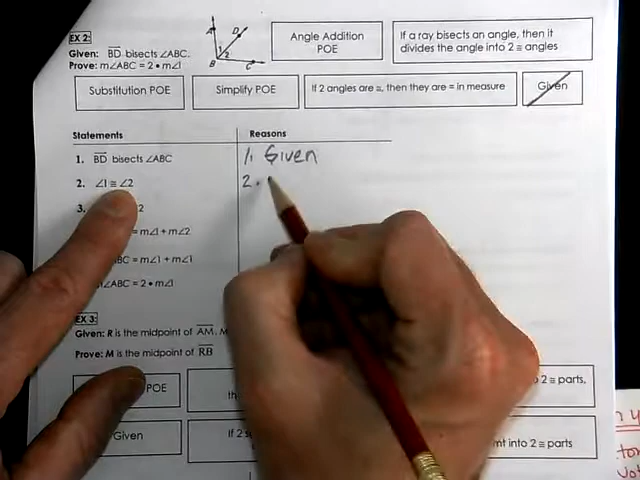 EX 2:
Given: BD bisects ∠ABC.
Prove: m∠ABC = 2 • m∠1
A
D
1
2
B
C
Angle Addition
POE
If a ray bisects an angle, then it
divides the angle into 2 ≅ angles
Substitution POE
Simplify POE
If 2 angles are ≅, then they are = in measure
Given
Statements
Reasons
1. BD bisects ∠ABC
1. Given
2. ∠1 ≅ ∠2
2.
3. 2
= m∠1 + m∠2
BC = m∠1 + m∠1
∠ABC = 2 • m∠1
EX 3:
Given: R is the midpoint of AM. M
Prove: M is the midpoint of RB
POE
th
2 ≅ parts,
Given
If 2 s
nt into 2 ≅ parts